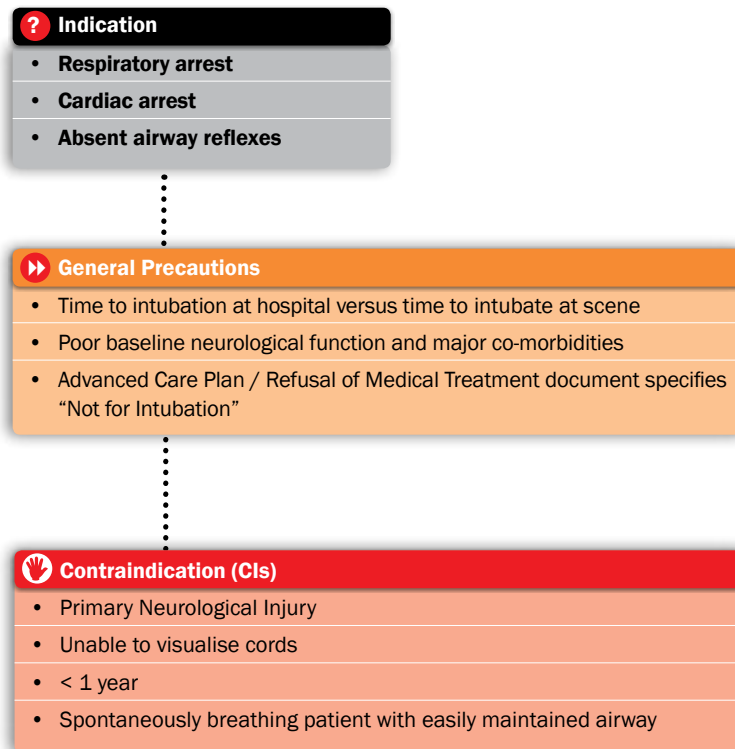 ? Indication
• Respiratory arrest
• Cardiac arrest
• Absent airway reflexes
General Precautions
• Time to intubation at hospital versus time to intubate at scene
• Poor baseline neurological function and major co-morbidities
• Advanced Care Plan / Refusal of Medical Treatment document specifies
“Not for Intubation”
Contraindication (CIs)
• Primary Neurological Injury
• Unable to visualise cords
• < 1 year
• Spontaneously breathing patient with easily maintained airway